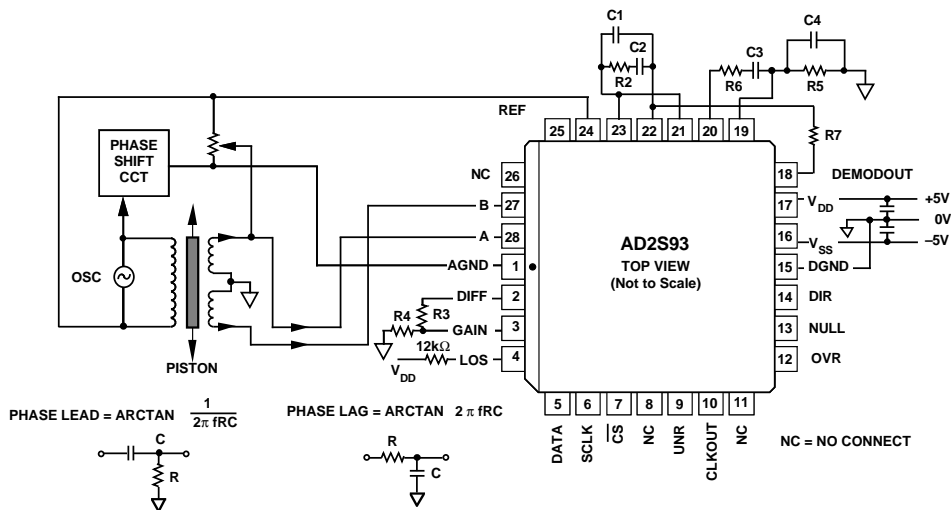 C1
C2
R2
C3
R6
C4
R5
R7
REF
25 24 23 22 21 20 19
PHASE
SHIFT
CCT
NC 26
B 27
A 28
AGND 1
DIFF 2
GAIN 3
LOS 4
R4
R3
12kΩ
V_DD
OSC
PISTON
AD2S93
TOP VIEW
(Not to Scale)
18 DEMODOUT
17 V_DD +5V
0V
16 V_SS –5V
15 DGND
14 DIR
13 NULL
12 OVR
5 6 7 8 9 10 11
DATA
SCLK
C̅S̅
NC
UNR
CLKOUT
NC
NC = NO CONNECT
PHASE LEAD = ARCTAN 1 / 2π fRC
C
R
PHASE LAG = ARCTAN 2 π fRC
R
C